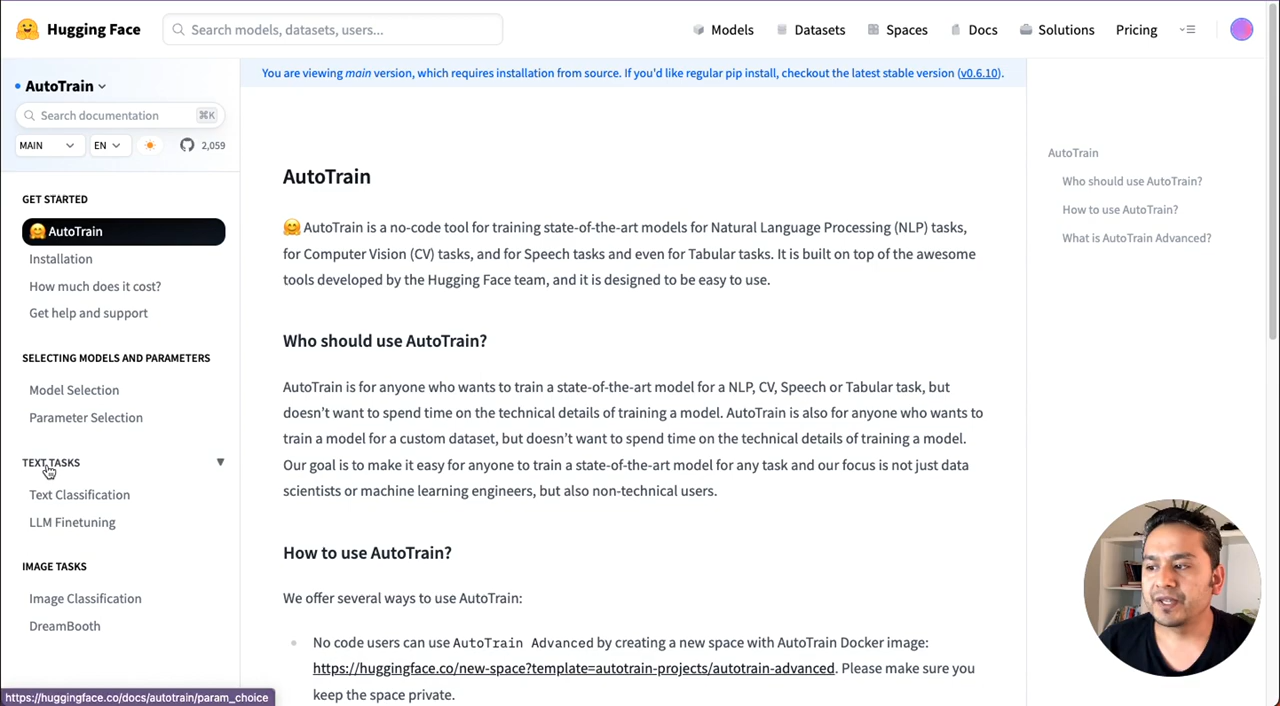 Hugging Face
Search models, datasets, users...
Models
Datasets
Spaces
Docs
Solutions
Pricing
AutoTrain
Search documentation
⌘K
MAIN
EN
2,059
GET STARTED
AutoTrain
Installation
How much does it cost?
Get help and support
SELECTING MODELS AND PARAMETERS
Model Selection
Parameter Selection
TEXT TASKS
Text Classification
LLM Finetuning
IMAGE TASKS
Image Classification
DreamBooth
https://huggingface.co/docs/autotrain/param_choice
You are viewing main version, which requires installation from source. If you'd like regular pip install, checkout the latest stable version (v0.6.10).
AutoTrain
🤗 AutoTrain is a no-code tool for training state-of-the-art models for Natural Language Processing (NLP) tasks,
for Computer Vision (CV) tasks, and for Speech tasks and even for Tabular tasks. It is built on top of the awesome
tools developed by the Hugging Face team, and it is designed to be easy to use.
Who should use AutoTrain?
AutoTrain is for anyone who wants to train a state-of-the-art model for a NLP, CV, Speech or Tabular task, but
doesn't want to spend time on the technical details of training a model. AutoTrain is also for anyone who wants to
train a model for a custom dataset, but doesn't want to spend time on the technical details of training a model.
Our goal is to make it easy for anyone to train a state-of-the-art model for any task and our focus is not just data
scientists or machine learning engineers, but also non-technical users.
How to use AutoTrain?
We offer several ways to use AutoTrain:
No code users can use AutoTrain Advanced by creating a new space with AutoTrain Docker image:
https://huggingface.co/new-space?template=autotrain-projects/autotrain-advanced. Please make sure you
keep the space private.
AutoTrain
Who should use AutoTrain?
How to use AutoTrain?
What is AutoTrain Advanced?